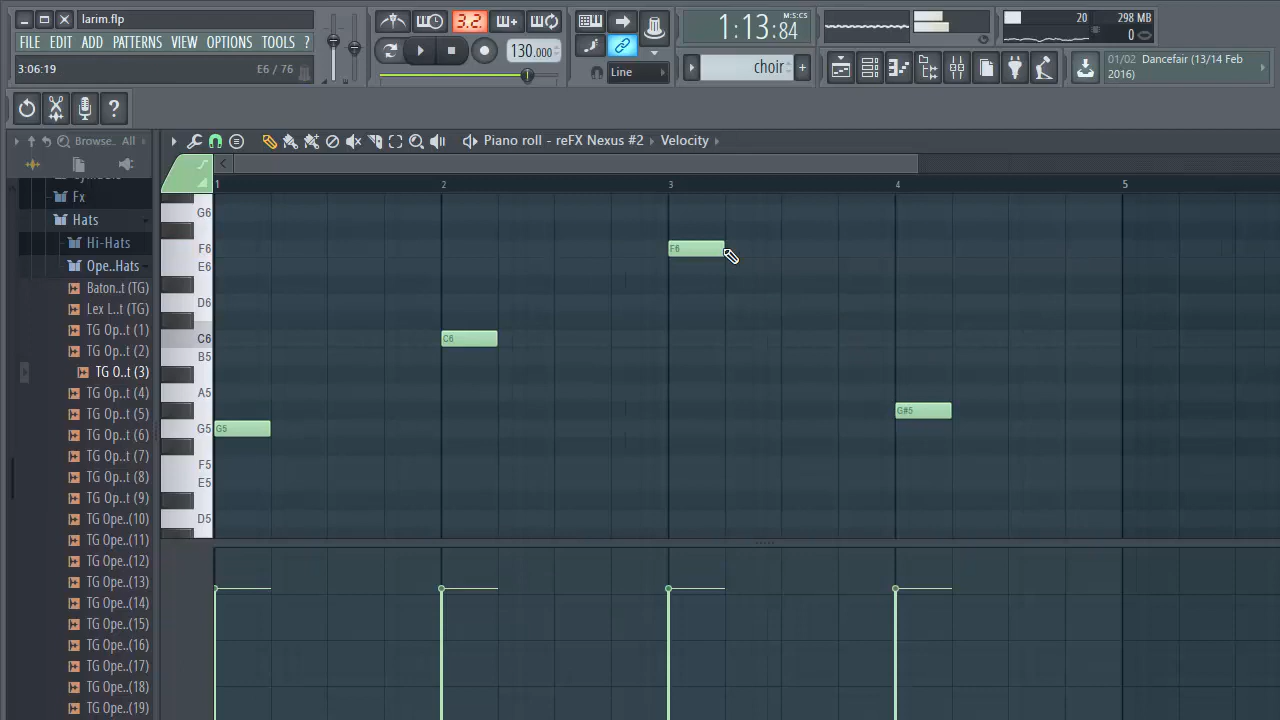 larim.flp
FILE EDIT ADD PATTERNS VIEW OPTIONS TOOLS ?
3:06:19 E6 / 76
3.2.
130.000
Line
M:S:CS
1:13:84
choir
20 298 MB
0
01/02 Dancefair (13/14 Feb
2016)
?
Browse.. All
Piano roll - reFX Nexus #2 Velocity
Fx
Hats
Hi-Hats
Ope..Hats
Baton..t (TG)
Lex L..t (TG)
TG Op..t (1)
TG Op..t (2)
TG O..t (3)
TG Op..t (4)
TG Op..t (5)
TG Op..t (6)
TG Op..t (7)
TG Op..t (8)
TG Op..t (9)
TG Ope..(10)
TG Ope..(11)
TG Ope..(12)
TG Ope..(13)
TG Ope..(14)
TG Ope..(15)
TG Ope..(16)
TG Ope..(17)
TG Ope..(18)
TG Ope..(19)
1 2 3 4 5
G6
F6 F6
E6
D6
C6 C6
B5
A5
G#5
G5 G5
F5
E5
D5